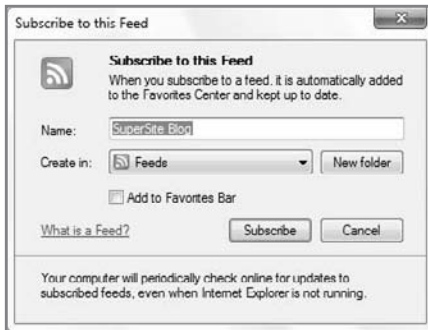 Subscribe to this Feed
Subscribe to this Feed
When you subscribe to a feed, it is automatically added
to the Favorites Center and kept up to date.
Name:
SuperSite Blog
Create in:
Feeds
New folder
Add to Favorites Bar
What is a Feed?
Subscribe
Cancel
Your computer will periodically check online for updates to
subscribed feeds, even when Internet Explorer is not running.